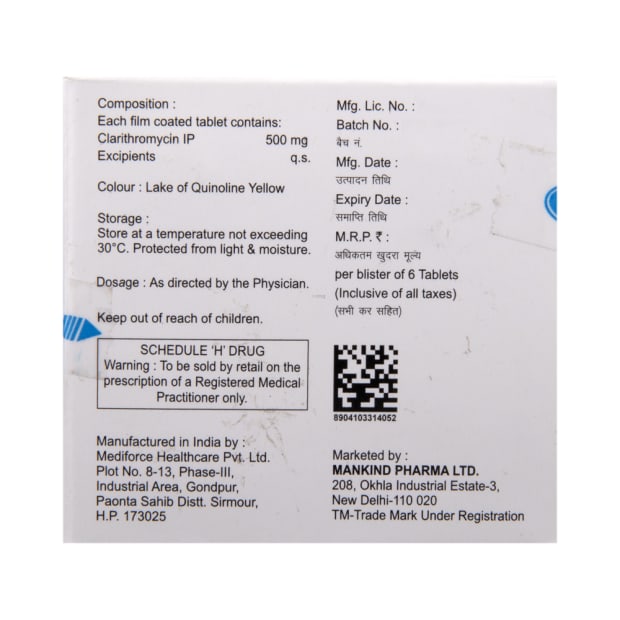 Composition :
Each film coated tablet contains:
Clarithromycin IP 500 mg
Excipients q.s.
Colour : Lake of Quinoline Yellow
Storage :
Store at a temperature not exceeding
30°C. Protected from light & moisture.
Dosage : As directed by the Physician.
Keep out of reach of children.
SCHEDULE 'H' DRUG
Warning : To be sold by retail on the
prescription of a Registered Medical
Practitioner only.
Manufactured in India by :
Mediforce Healthcare Pvt. Ltd.
Plot No. 8-13, Phase-III,
Industrial Area, Gondpur,
Paonta Sahib Distt. Sirmour,
H.P. 173025
Mfg. Lic. No. :
Batch No. :
बैच नं.
Mfg. Date :
उत्पादन तिथि
Expiry Date :
समाप्ति तिथि
M.R.P. ₹ :
अधिकतम खुदरा मूल्य
per blister of 6 Tablets
(Inclusive of all taxes)
(सभी कर सहित)
8904103314052
Marketed by :
MANKIND PHARMA LTD.
208, Okhla Industrial Estate-3,
New Delhi-110 020
TM-Trade Mark Under Registration